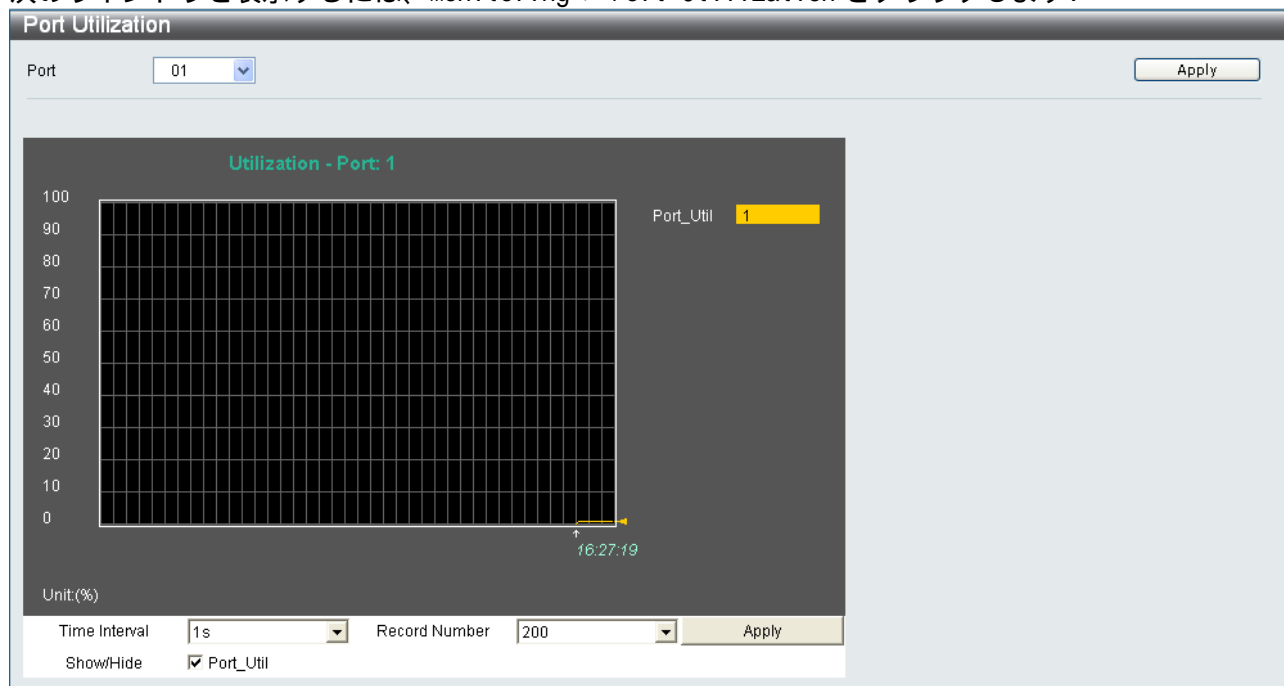 Port Utilization
Port 01 Apply
Utilization - Port: 1
100
Port_Util 1
90
80
70
60
50
40
30
20
10
0
16:27:19
Unit:(%)
Time Interval 1s Record Number 200 Apply
Show/Hide Port_Util